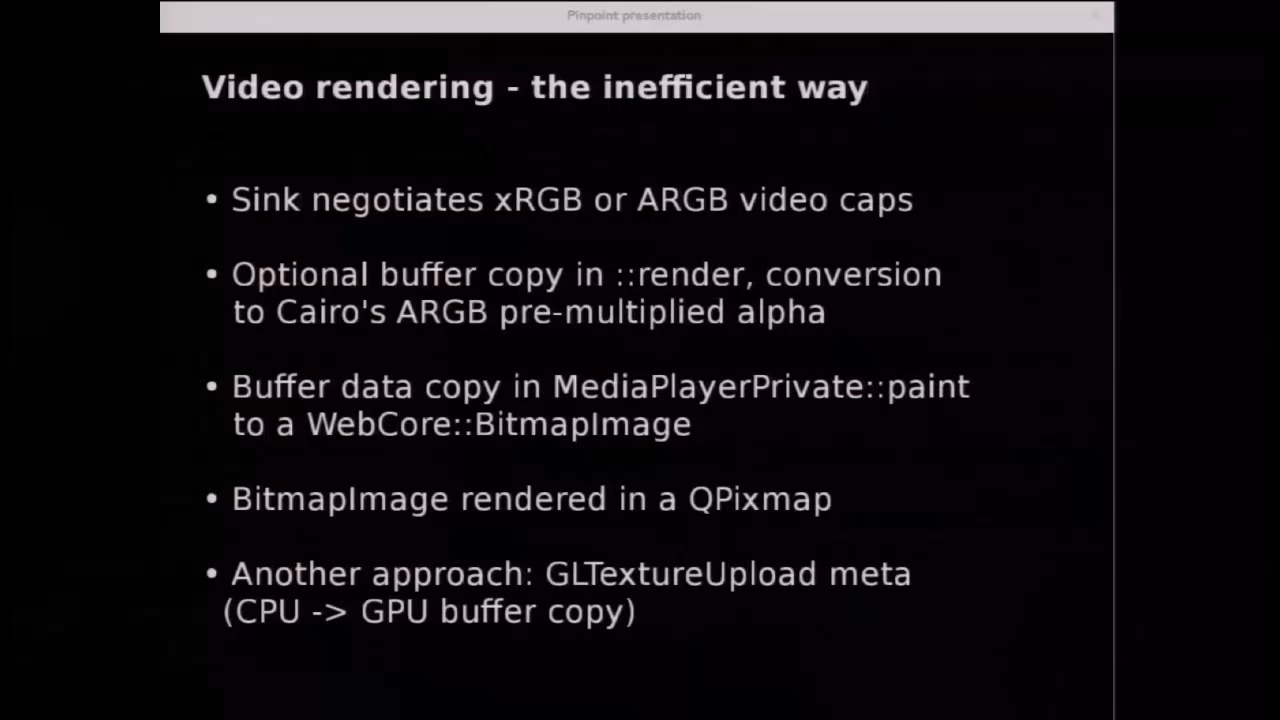 Pinpoint presentation
Video rendering - the inefficient way
• Sink negotiates xRGB or ARGB video caps
• Optional buffer copy in ::render, conversion
to Cairo's ARGB pre-multiplied alpha
• Buffer data copy in MediaPlayerPrivate::paint
to a WebCore::BitmapImage
• BitmapImage rendered in a QPixmap
• Another approach: GLTextureUpload meta
(CPU -> GPU buffer copy)